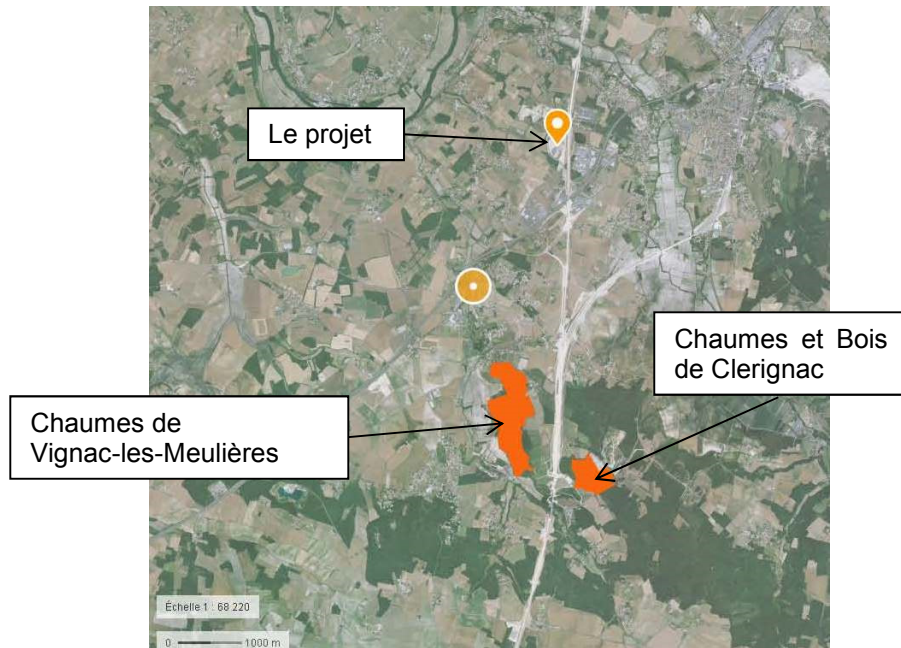 Le projet
Chaumes et Bois
de Clerignac
Chaumes de
Vignac-les-Meulières
Échelle 1 : 68 220
0 1000 m